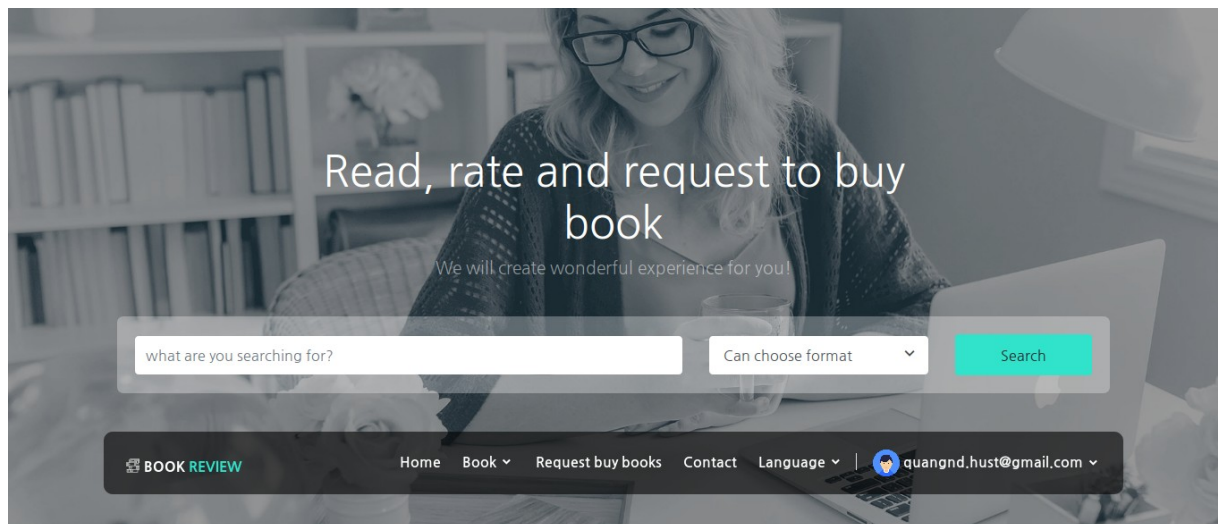 Read, rate and request to buy
book
We will create wonderful experience for you!
what are you searching for?
Can choose format
Search
BOOK REVIEW
Home
Book
Request buy books
Contact
Language
quangnd.hust@gmail.com